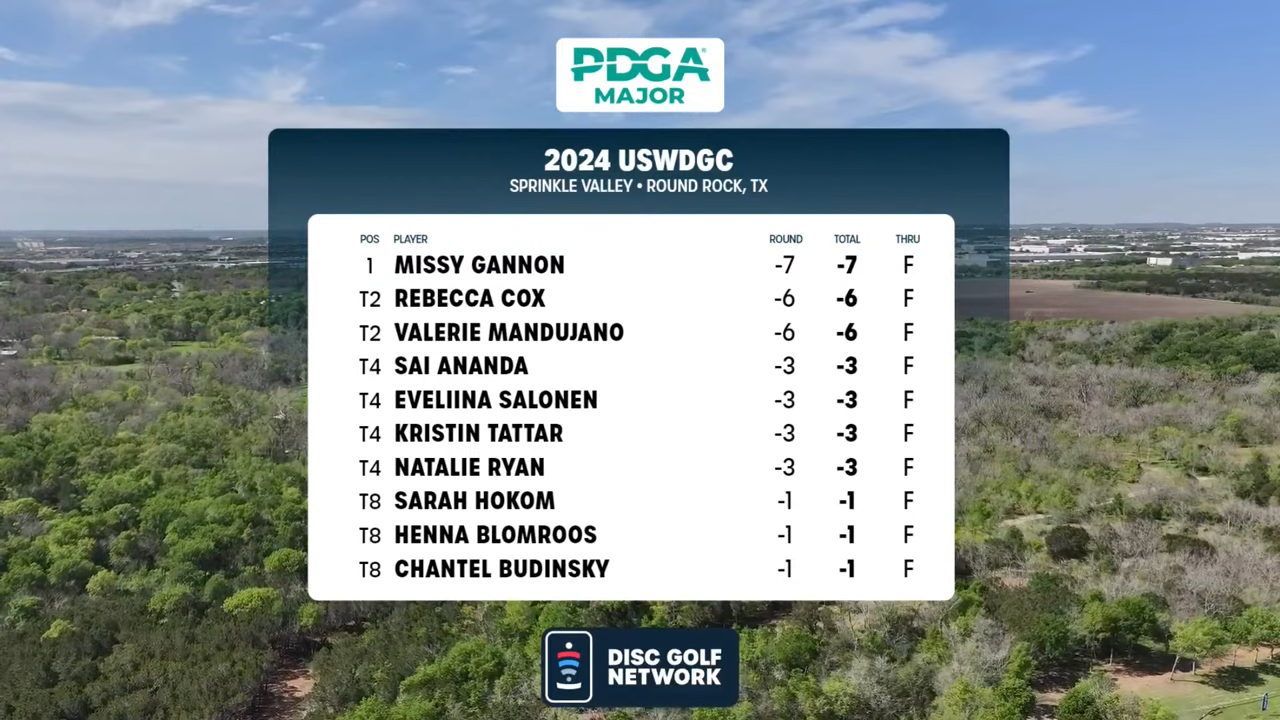 PDGA®
MAJOR
2024 USWDGC
SPRINKLE VALLEY • ROUND ROCK, TX
POS PLAYER ROUND TOTAL THRU
1 MISSY GANNON -7 -7 F
T2 REBECCA COX -6 -6 F
T2 VALERIE MANDUJANO -6 -6 F
T4 SAI ANANDA -3 -3 F
T4 EVELIINA SALONEN -3 -3 F
T4 KRISTIN TATTAR -3 -3 F
T4 NATALIE RYAN -3 -3 F
T8 SARAH HOKOM -1 -1 F
T8 HENNA BLOMROOS -1 -1 F
T8 CHANTEL BUDINSKY -1 -1 F
DISC GOLF
NETWORK